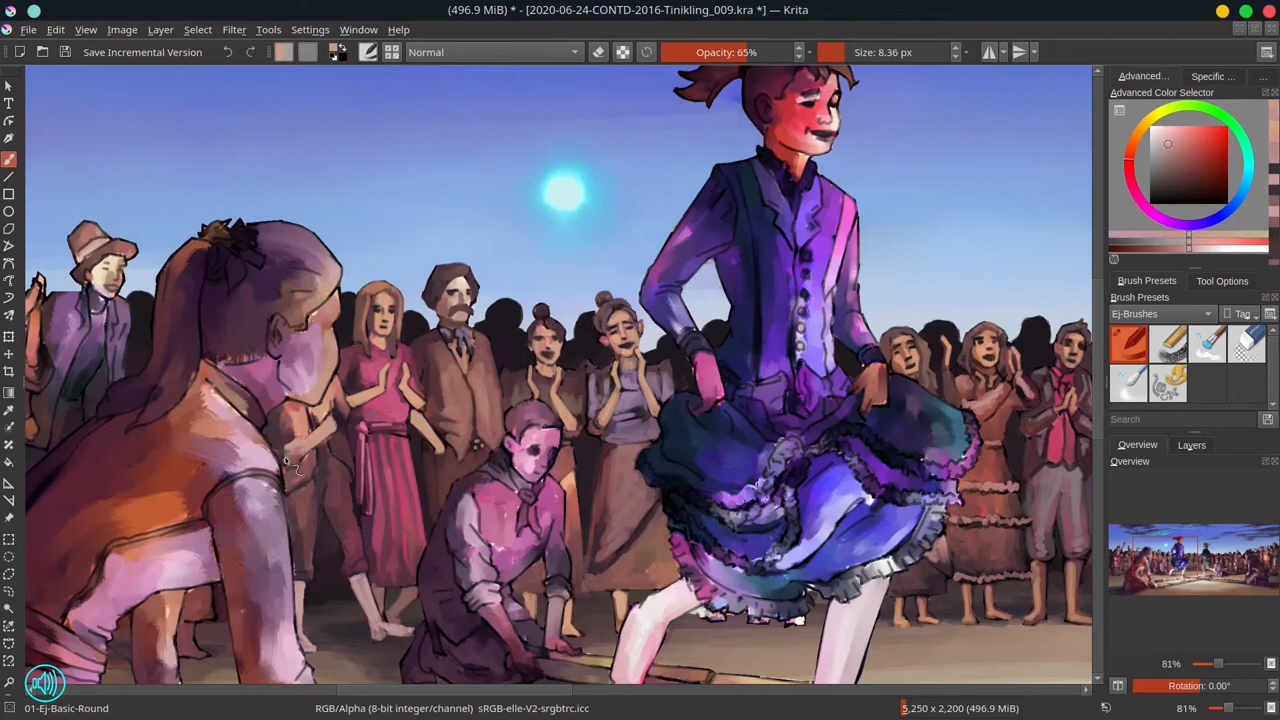 (496.9 MiB) * - [2020-06-24-CONTD-2016-Tinikling_009.kra *] — Krita
File Edit View Image Layer Select Filter Tools Settings Window Help
Save Incremental Version Normal Opacity: 65% Size: 8.36 px
Advanced... Specific ... ...
Advanced Color Selector
Brush Presets Tool Options
Brush Presets
Ej-Brushes Tag
Search
Overview Layers
Overview
81%
Rotation: 0.00°
01-Ej-Basic-Round RGB/Alpha (8-bit integer/channel) sRGB-elle-V2-srgbtrc.icc 5,250 x 2,200 (496.9 MiB) 81%